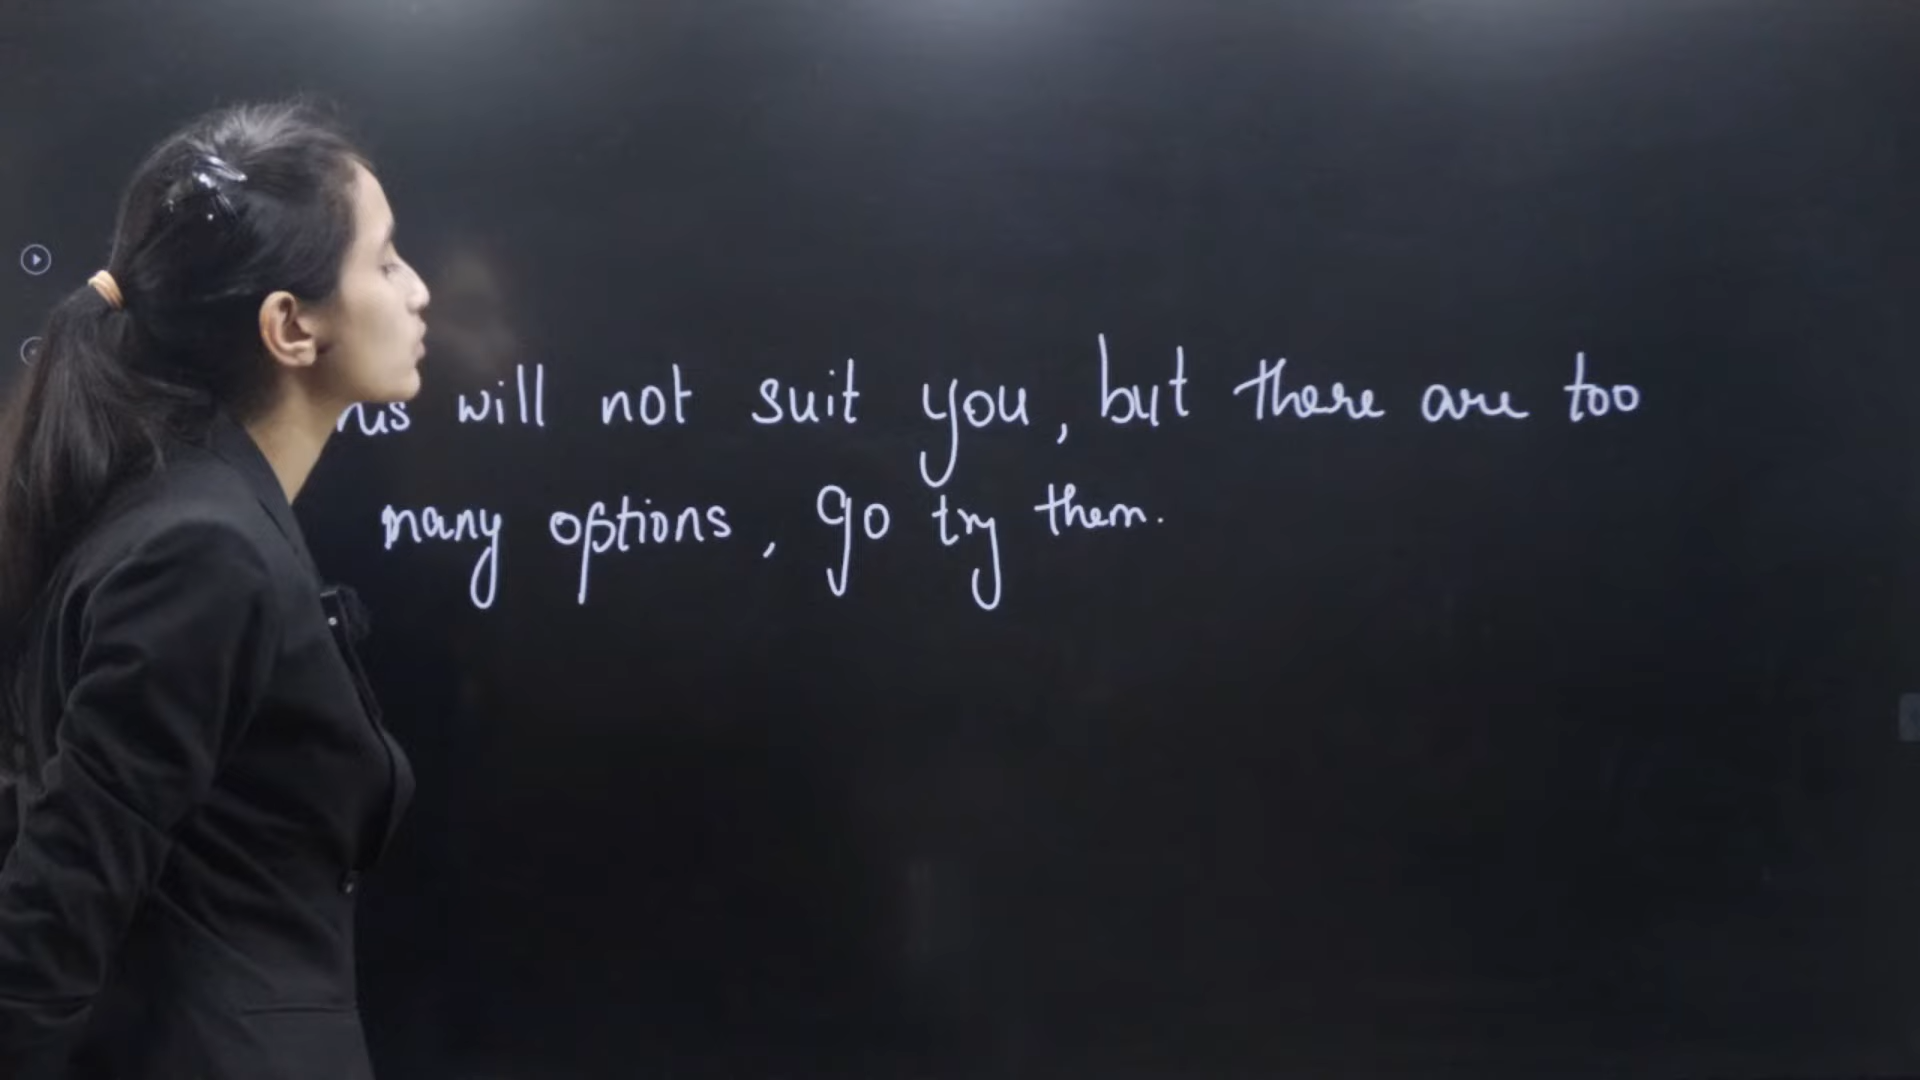 will not suit you, but there are too
many options, go try them.